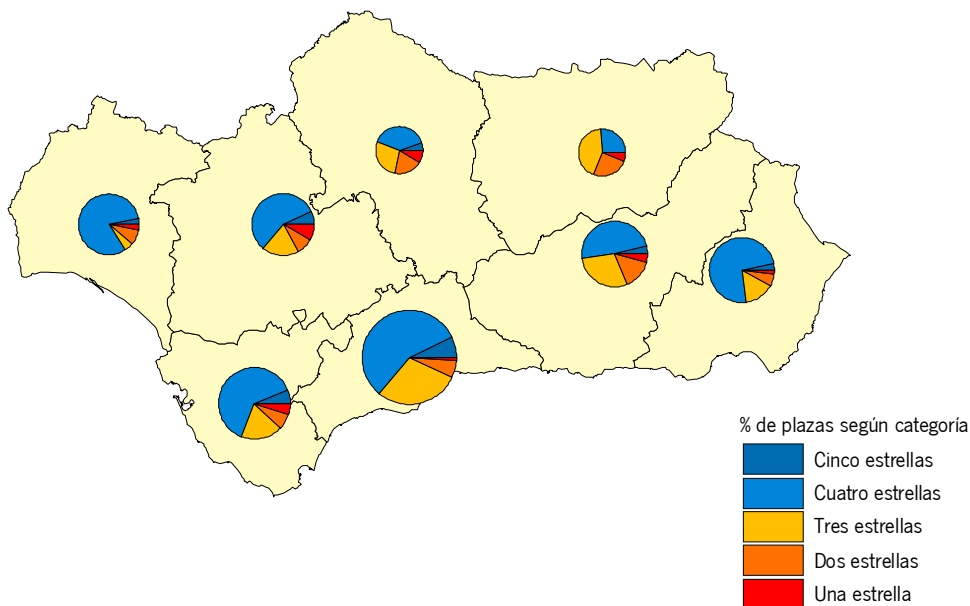 % de plazas según categoría
Cinco estrellas
Cuatro estrellas
Tres estrellas
Dos estrellas
Una estrella